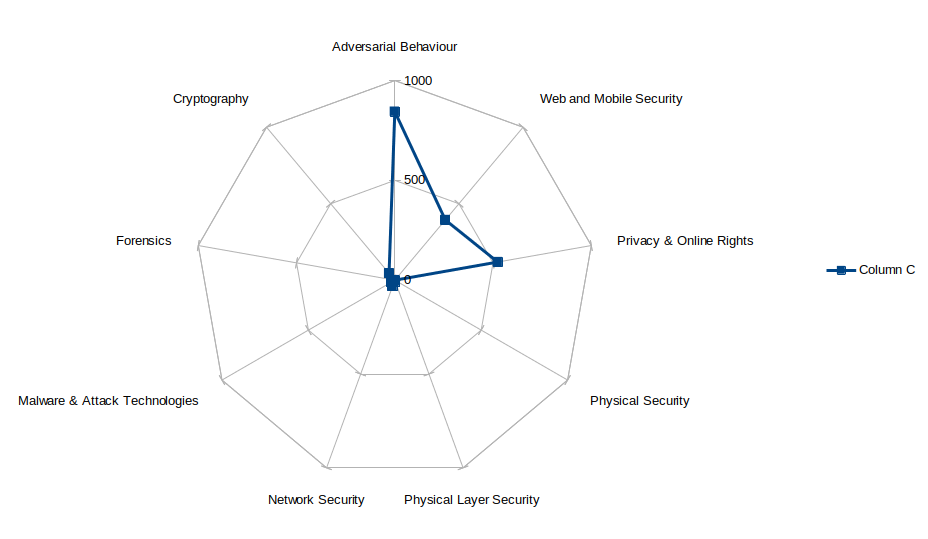 Adversarial Behaviour
1000
Cryptography
Web and Mobile Security
500
Forensics
Privacy & Online Rights
0
Column C
Malware & Attack Technologies
Physical Security
Network Security
Physical Layer Security